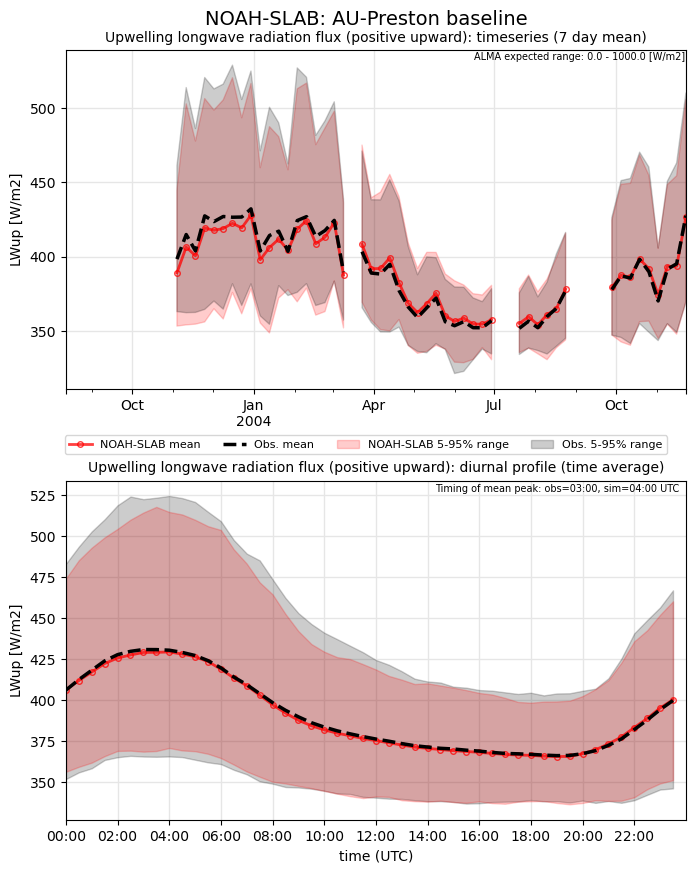 NOAH-SLAB: AU-Preston baseline
Upwelling longwave radiation flux (positive upward): timeseries (7 day mean)
ALMA expected range: 0.0 - 1000.0 [W/m2]
LWup [W/m2]
500
450
400
350
Oct Jan Apr Jul Oct
2004
NOAH-SLAB mean Obs. mean NOAH-SLAB 5-95% range Obs. 5-95% range
Upwelling longwave radiation flux (positive upward): diurnal profile (time average)
Timing of mean peak: obs=03:00, sim=04:00 UTC
LWup [W/m2]
525
500
475
450
425
400
375
350
00:00 02:00 04:00 06:00 08:00 10:00 12:00 14:00 16:00 18:00 20:00 22:00
time (UTC)